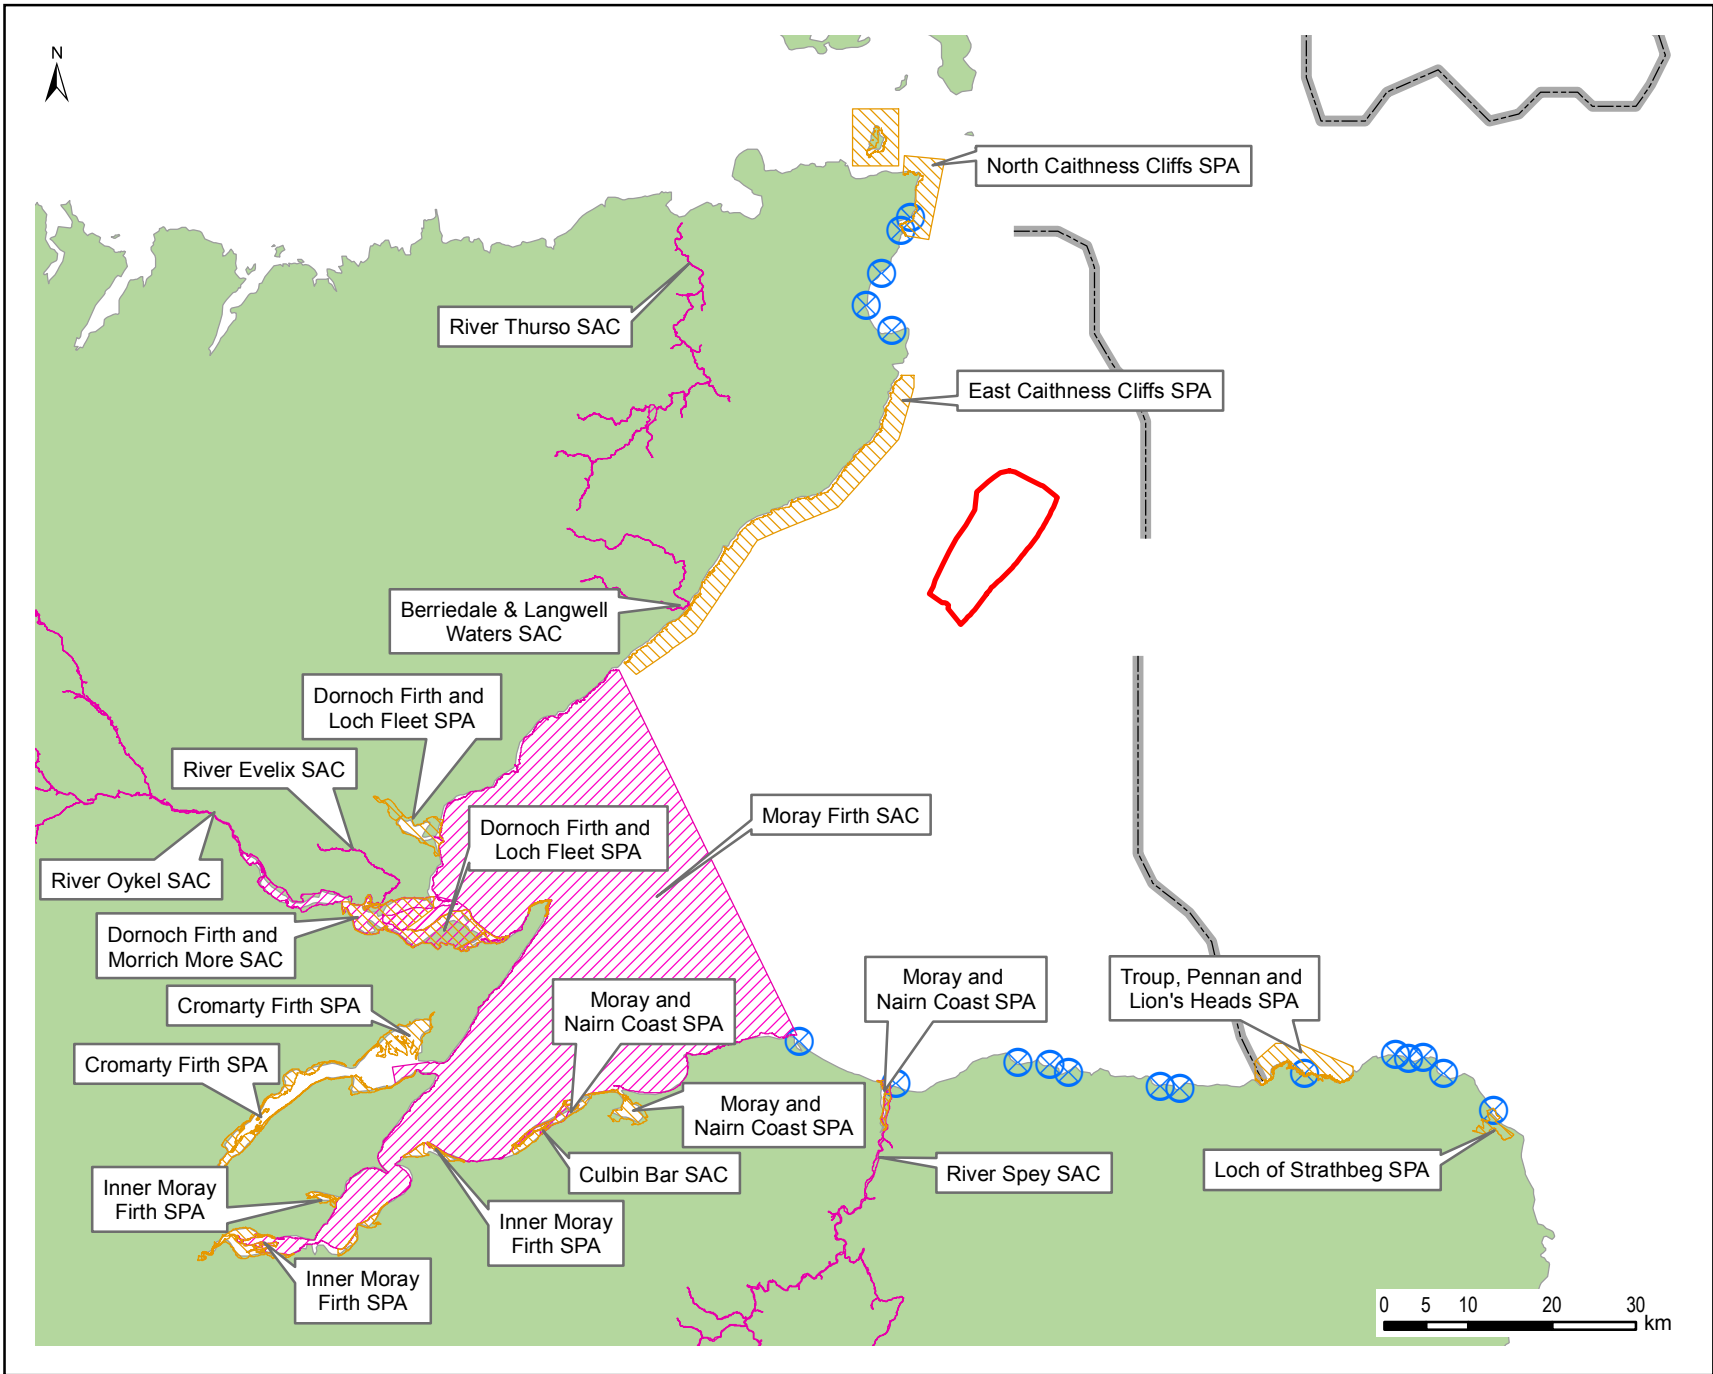 N
North Caithness Cliffs SPA
River Thurso SAC
East Caithness Cliffs SPA
Berriedale & Langwell
Waters SAC
Dornoch Firth and
Loch Fleet SPA
River Evelix SAC
Dornoch Firth and
Loch Fleet SPA
Moray Firth SAC
River Oykel SAC
Dornoch Firth and
Morrich More SAC
Cromarty Firth SPA
Moray and
Nairn Coast SPA
Moray and
Nairn Coast SPA
Troup, Pennan and
Lion's Heads SPA
Cromarty Firth SPA
Moray and
Nairn Coast SPA
Culbin Bar SAC
River Spey SAC
Loch of Strathbeg SPA
Inner Moray
Firth SPA
Inner Moray
Firth SPA
Inner Moray
Firth SPA
0 5 10 20 30
km